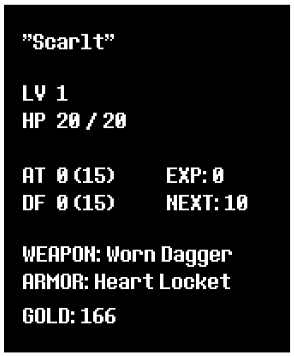 "Scarlt"
LV 1
HP 20 / 20
AT 0 (15) EXP: 0
DF 0 (15) NEXT: 10
WEAPON: Worn Dagger
ARMOR: Heart Locket
GOLD: 166